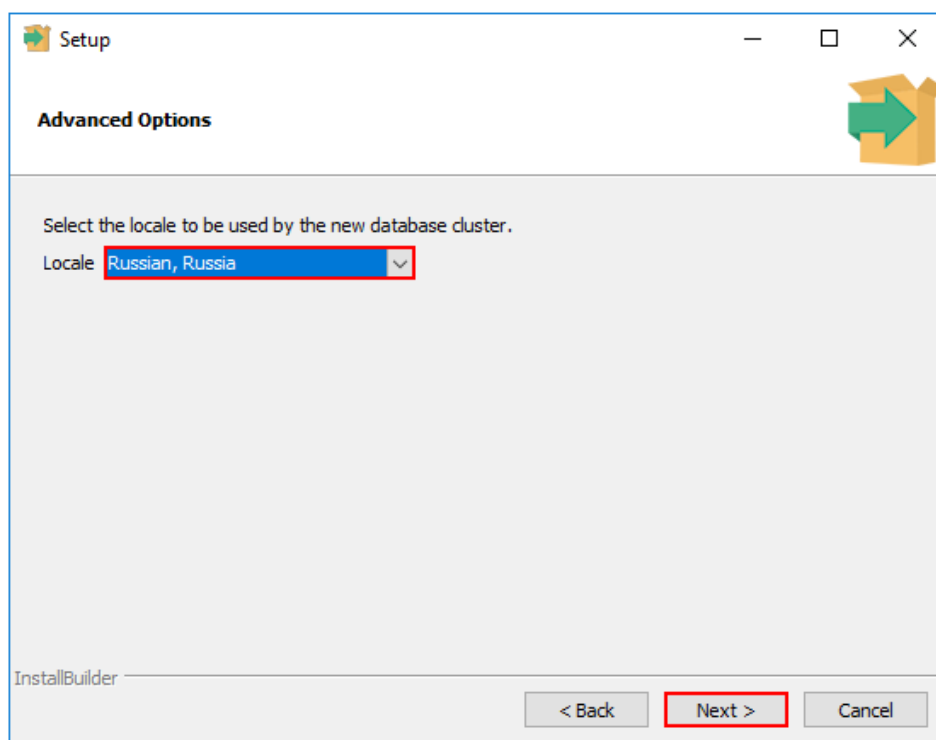 Setup
Advanced Options
Select the locale to be used by the new database cluster.
Locale Russian, Russia
InstallBuilder
< Back Next > Cancel